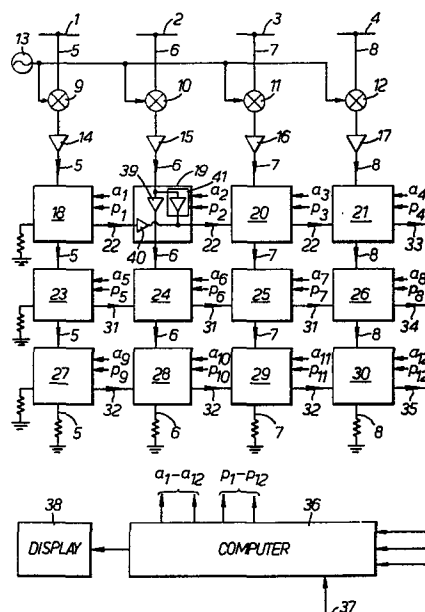 1 2 3 4
13 5 6 7 8
9 10 11 12
14 15 16 17
5 6 19 7 8
39 41
18 a1 p1 a2 p2 20 a3 p3 21 a4 p4
22 40 22 22 33
5 6 7 8
23 a5 p5 24 a6 p6 25 a7 p7 26 a8 p8
31 31 31 34
5 6 7 8
27 a9 p9 28 a10 p10 29 a11 p11 30 a12 p12
32 32 32 35
5 6 7 8
a1-a12 p1-p12
38 36
DISPLAY COMPUTER
37